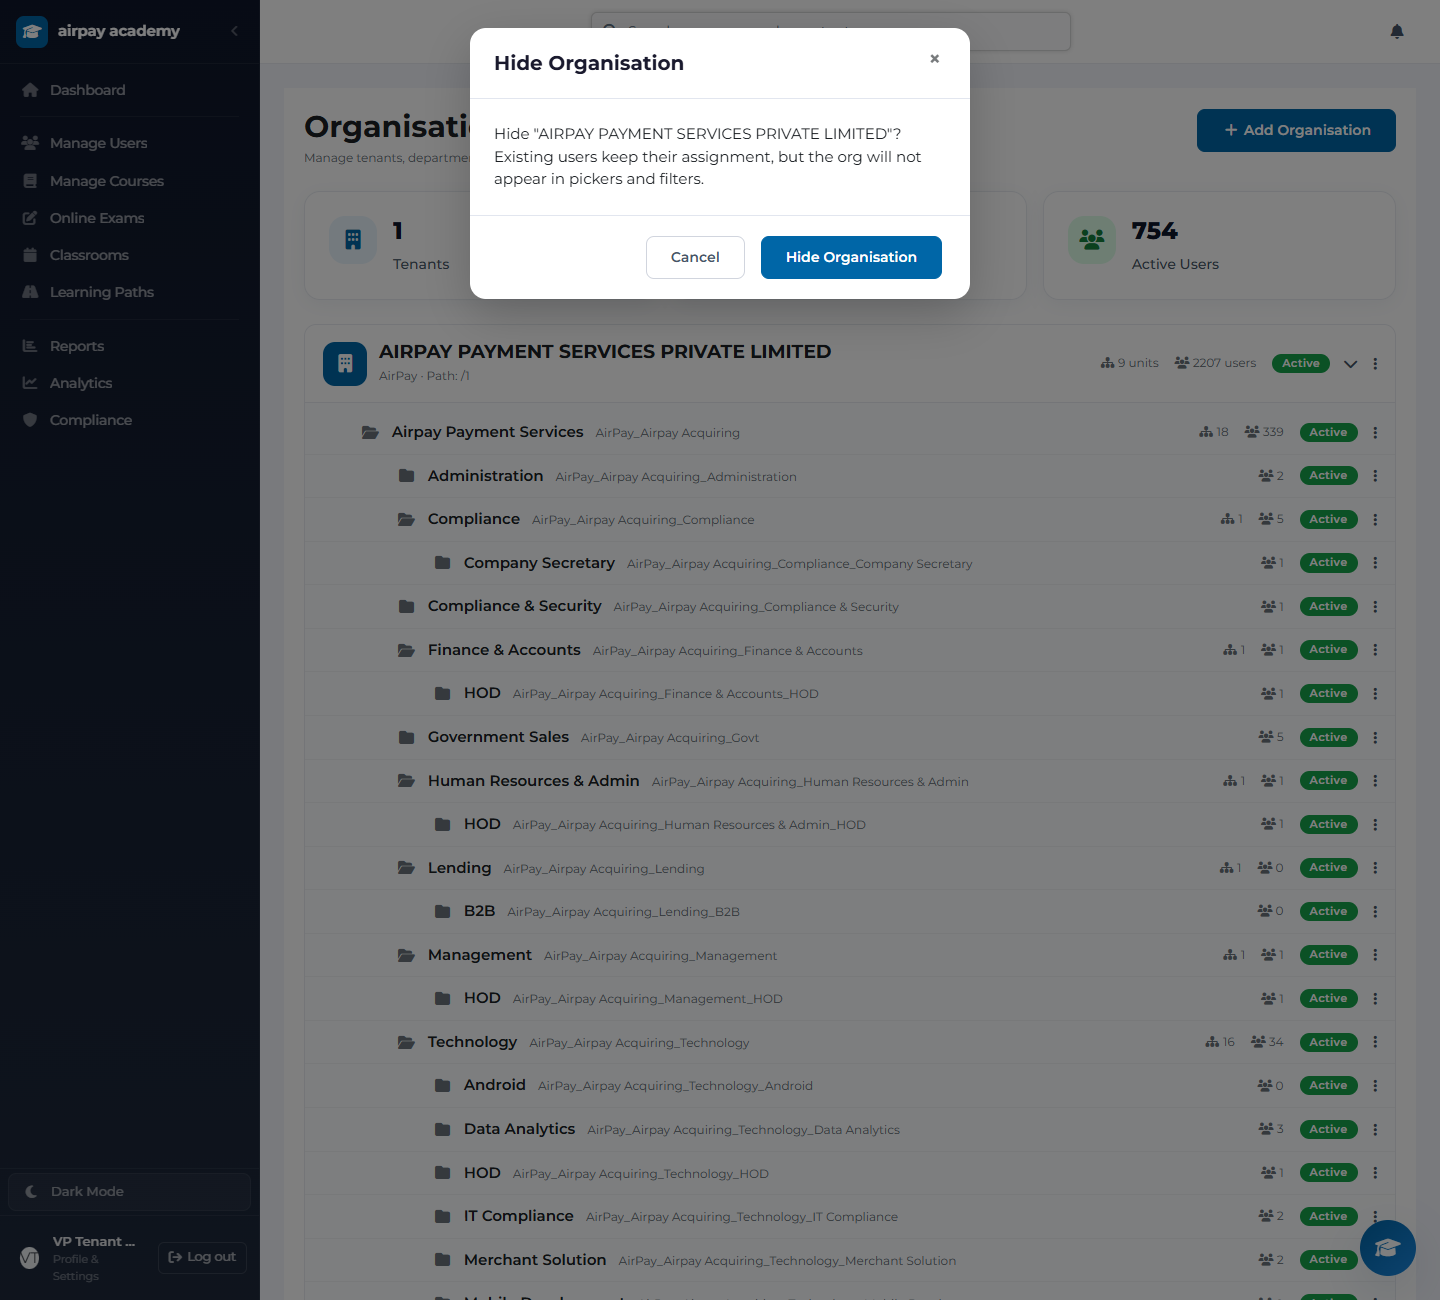 airpay academy
Dashboard
Manage Users
Manage Courses
Online Exams
Classrooms
Learning Paths
Reports
Analytics
Compliance
Dark Mode
VP Tenant ...
Profile & Settings
VT
Log out
Hide Organisation
×
Hide "AIRPAY PAYMENT SERVICES PRIVATE LIMITED"?
Existing users keep their assignment, but the org will not
appear in pickers and filters.
Cancel
Hide Organisation
Manage tenants,
Add Organisation
1
Tenants
754
Active Users
AIRPAY PAYMENT SERVICES PRIVATE LIMITED
AirPay · Path: /1
9 units 2207 users Active
Airpay Payment Services AirPay_Airpay Acquiring 18 339 Active
Administration AirPay_Airpay Acquiring_Administration 2 Active
Compliance AirPay_Airpay Acquiring_Compliance 1 5 Active
Company Secretary AirPay_Airpay Acquiring_Compliance_Company Secretary 1 Active
Compliance & Security AirPay_Airpay Acquiring_Compliance & Security 1 Active
Finance & Accounts AirPay_Airpay Acquiring_Finance & Accounts 1 1 Active
HOD AirPay_Airpay Acquiring_Finance & Accounts_HOD 1 Active
Government Sales AirPay_Airpay Acquiring_Govt 5 Active
Human Resources & Admin AirPay_Airpay Acquiring_Human Resources & Admin 1 1 Active
HOD AirPay_Airpay Acquiring_Human Resources & Admin_HOD 1 Active
Lending AirPay_Airpay Acquiring_Lending 1 0 Active
B2B AirPay_Airpay Acquiring_Lending_B2B 0 Active
Management AirPay_Airpay Acquiring_Management 1 1 Active
HOD AirPay_Airpay Acquiring_Management_HOD 1 Active
Technology AirPay_Airpay Acquiring_Technology 16 34 Active
Android AirPay_Airpay Acquiring_Technology_Android 0 Active
Data Analytics AirPay_Airpay Acquiring_Technology_Data Analytics 3 Active
HOD AirPay_Airpay Acquiring_Technology_HOD 1 Active
IT Compliance AirPay_Airpay Acquiring_Technology_IT Compliance 2 Active
Merchant Solution AirPay_Airpay Acquiring_Technology_Merchant Solution 2 Active